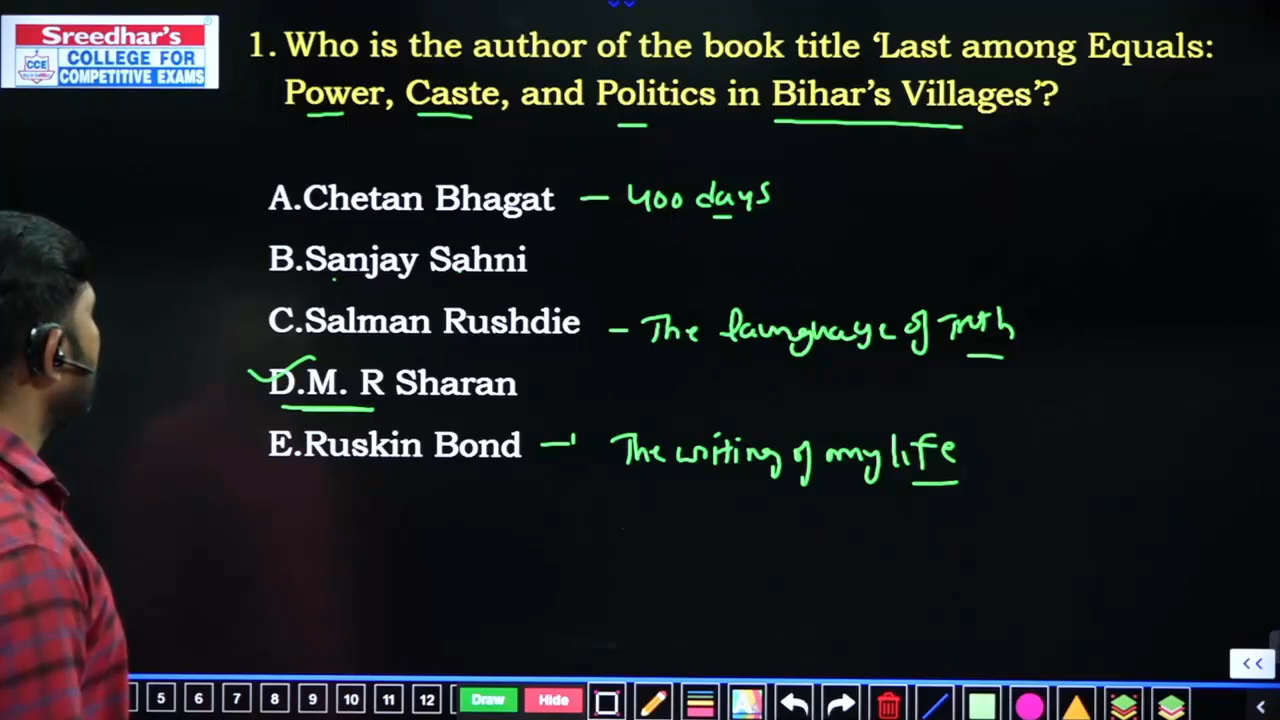 Sreedhar's
CCE
COLLEGE FOR
COMPETITIVE EXAMS
1. Who is the author of the book title ‘Last among Equals:
Power, Caste, and Politics in Bihar’s Villages’?
A.Chetan Bhagat – 400 days
B.Sanjay Sahni
C.Salman Rushdie – The language of Truth
D.M. R Sharan
E.Ruskin Bond – The writing of my life
5 6 7 8 9 10 11 12 Draw Hide